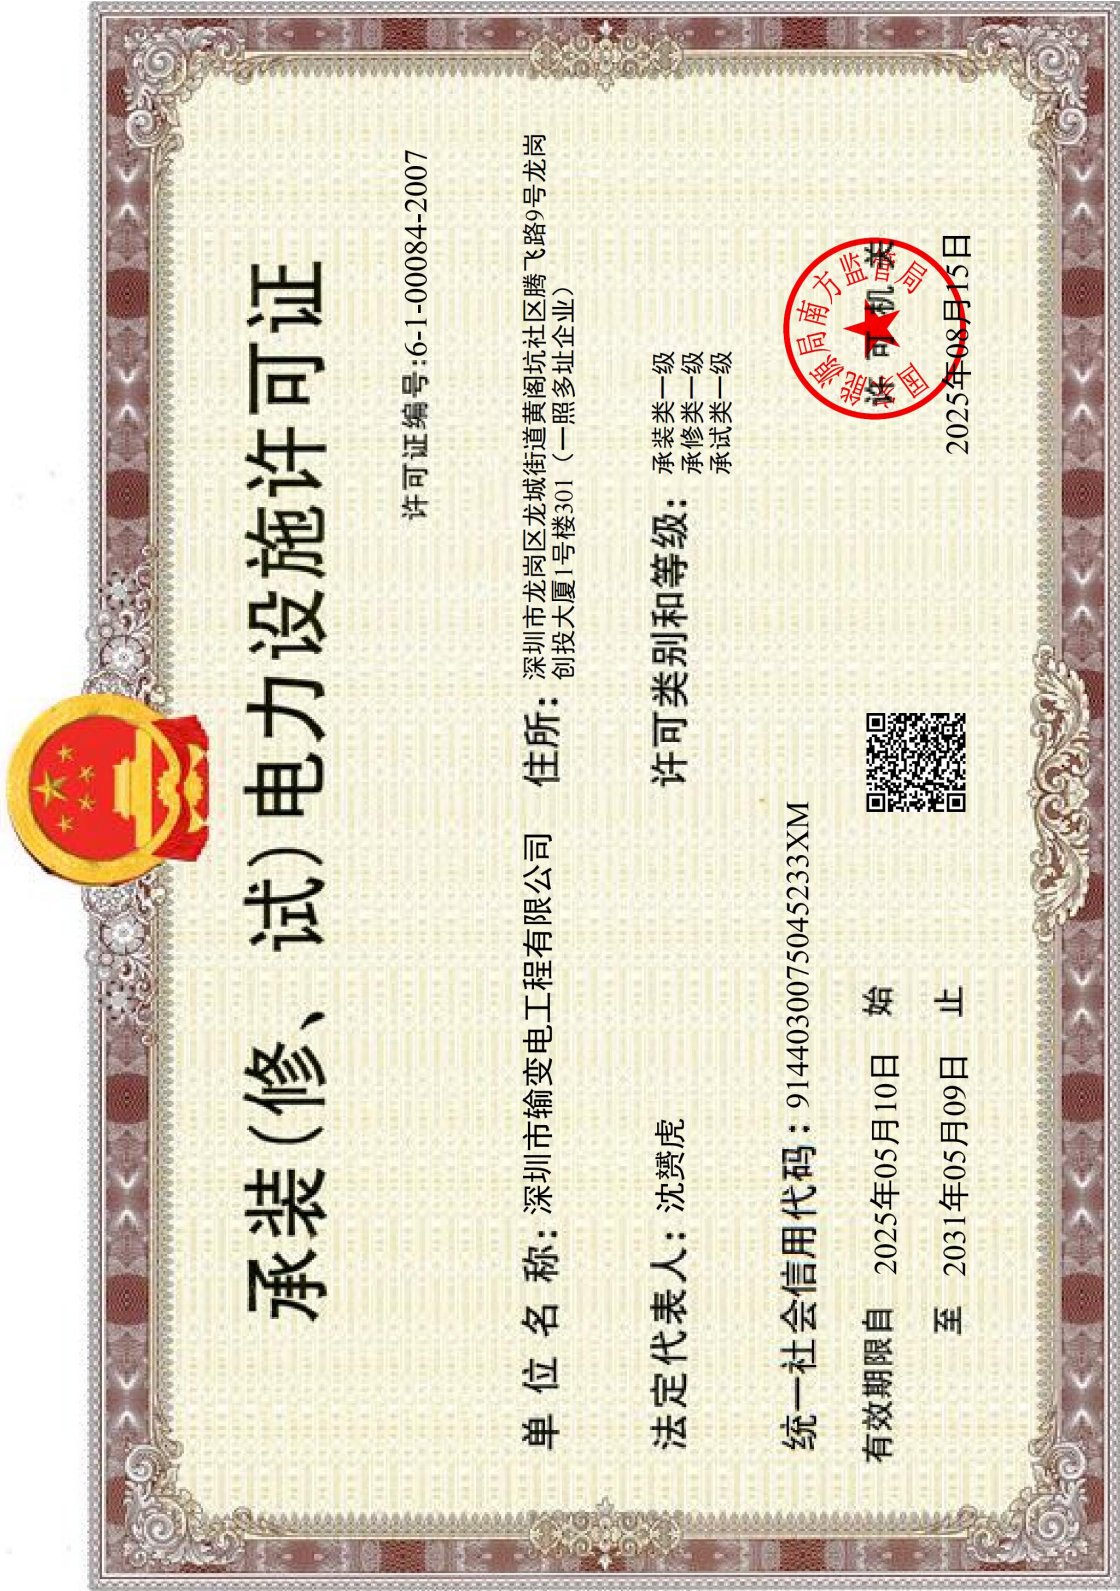 承装(修、试)电力设施许可证
许可证编号:6-1-00084-2007
单位名称:深圳市输变电工程有限公司
住所:深圳市龙岗区龙城街道黄阁坑社区腾飞路9号龙岗
创投大厦1号楼301（一照多址企业）
法定代表人:沈赟虎
许可类别和等级:承装类一级
承修类一级
承试类一级
统一社会信用代码:9144030075045233XM
有效期限自 2025年05月10日 始
至 2031年05月09日 止
国家能源局南方监管局
许可机关
2025年08月15日